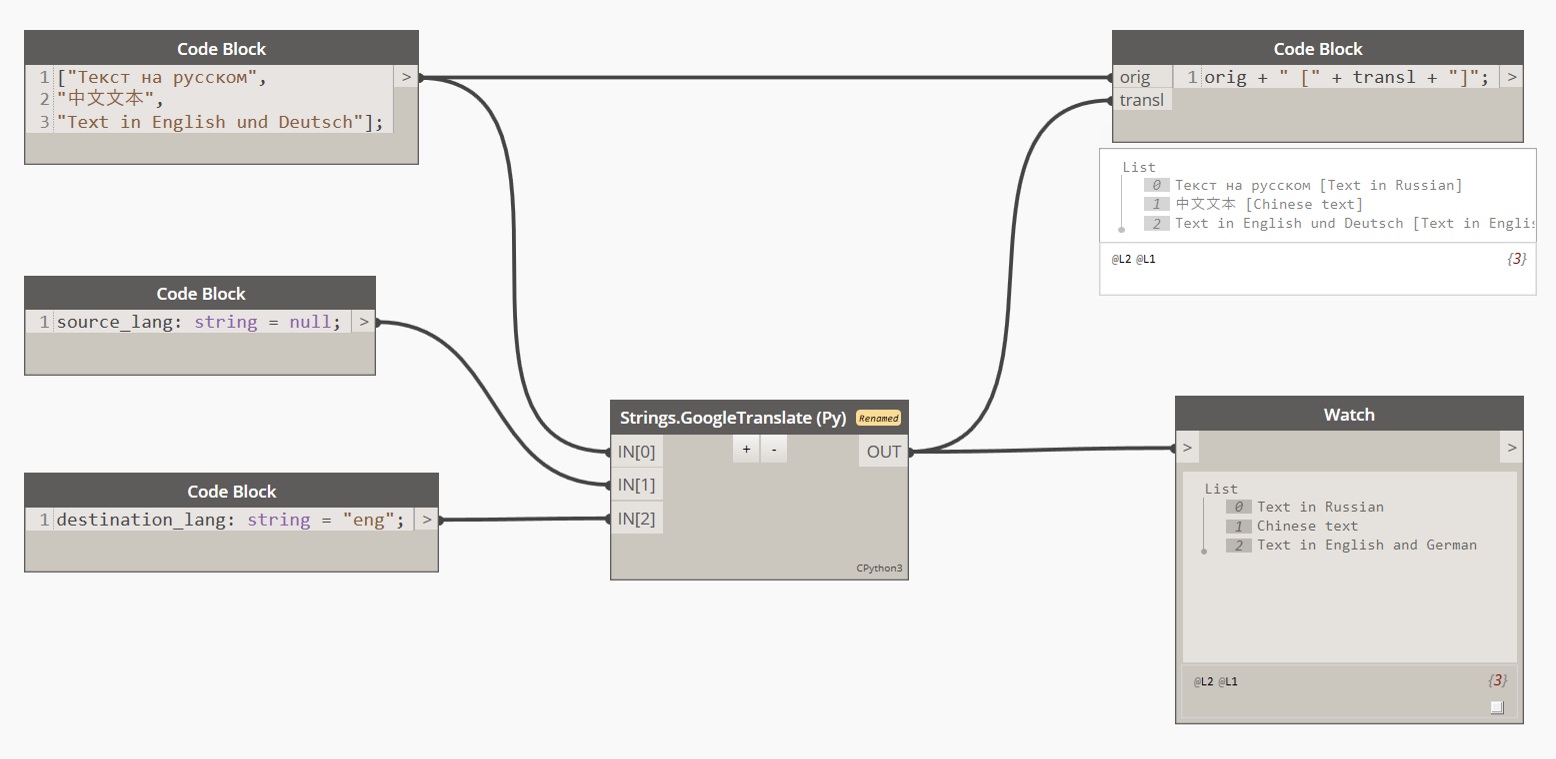 Code Block
1 ["Текст на русском",
2 "中文文本",
3 "Text in English und Deutsch"];
>
Code Block
orig
transl
1 orig + " [" + transl + "]";
>
List
0 Текст на русском [Text in Russian]
1 中文文本 [Chinese text]
2 Text in English und Deutsch [Text in Englis
@L2 @L1 {3}
Code Block
1 source_lang: string = null; >
Code Block
1 destination_lang: string = "eng"; >
Strings.GoogleTranslate (Py) Renamed
IN[0] + - OUT
IN[1]
IN[2]
CPython3
Watch
> >
List
0 Text in Russian
1 Chinese text
2 Text in English and German
@L2 @L1 {3}